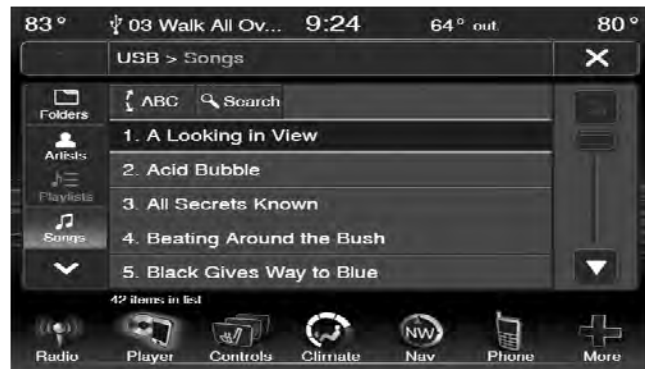 83° 03 Walk All Ov... 9:24 64° out 80°
USB > Songs
ABC Search
Folders
Artists
Playlists
Songs
1. A Looking in View
2. Acid Bubble
3. All Secrets Known
4. Beating Around the Bush
5. Black Gives Way to Blue
42 items in list
Radio Player Controls Climate NW Nav Phone More